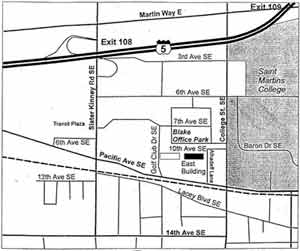 Martin Way E
Exit 109
Exit 108
5
3rd Ave SE
Saint
Martins
College
6th Ave SE
Slater Kinney Rd SE
College St. SE
Transit Plaza
7th Ave SE
Blake
Office Park
6th Ave SE
Golf Club Dr SE
10th Ave SE
Baron Dr SE
Pacific Ave SE
East
Building
12th Ave SE
Lacey Blvd SE
14th Ave SE